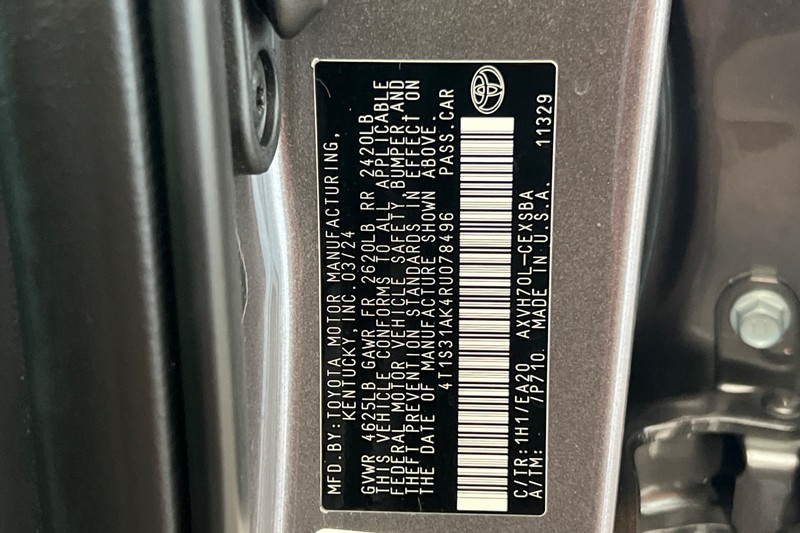 MFD.BY:TOYOTA MOTOR MANUFACTURING,
KENTUCKY, INC. 03/24
GVWR 4625LB GAWR FR 2620LB RR 2420LB
THIS VEHICLE CONFORMS TO ALL APPLICABLE
FEDERAL MOTOR VEHICLE SAFETY, BUMPER, AND
THEFT PREVENTION STANDARDS IN EFFECT ON
THE DATE OF MANUFACTURE SHOWN ABOVE.
4T1S31AK4RU078496 PASS.CAR
C/TR:1H1/EA20 AXVH70L-CEXSBA
A/TM: /P710. MADE IN U.S.A. 11329